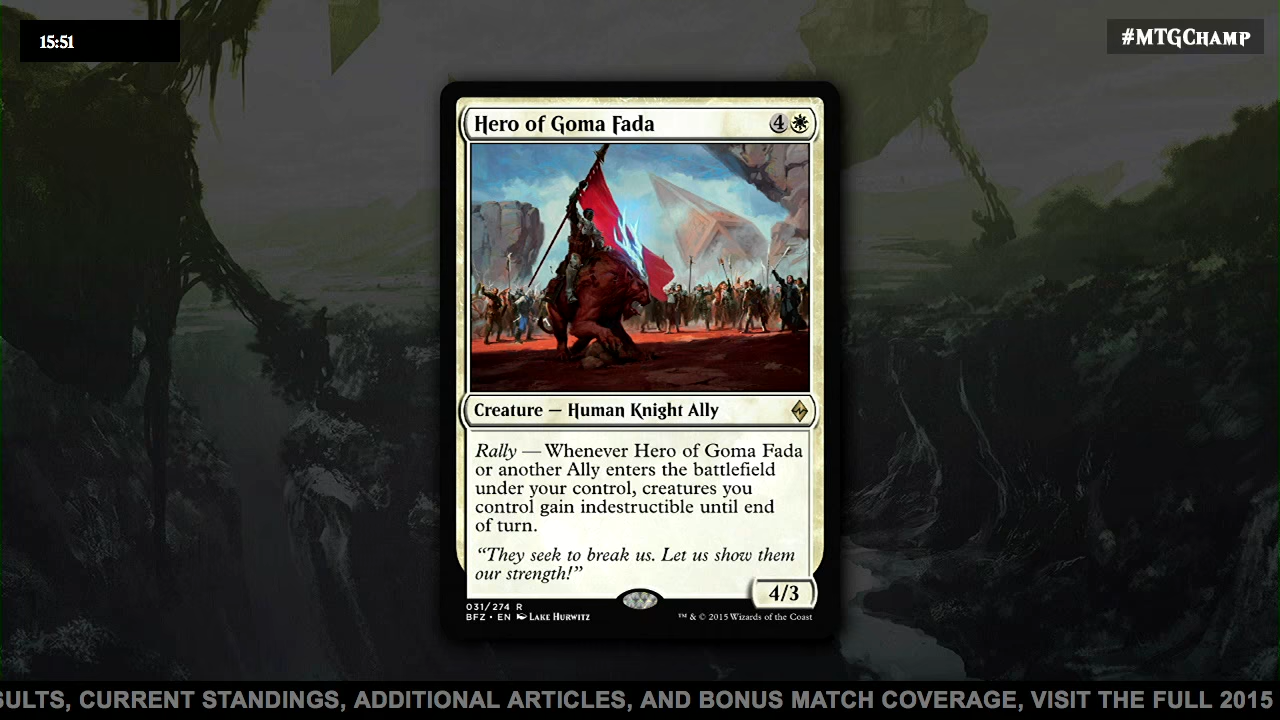 15:51
#MTGCHAMP
Hero of Goma Fada
4
Creature — Human Knight Ally
Rally — Whenever Hero of Goma Fada
or another Ally enters the battlefield
under your control, creatures you
control gain indestructible until end
of turn.
“They seek to break us. Let us show them
our strength!”
4/3
031/274 R
BFZ • EN LAKE HURWITZ
™ & © 2015 Wizards of the Coast
SULTS, CURRENT STANDINGS, ADDITIONAL ARTICLES, AND BONUS MATCH COVERAGE, VISIT THE FULL 2015